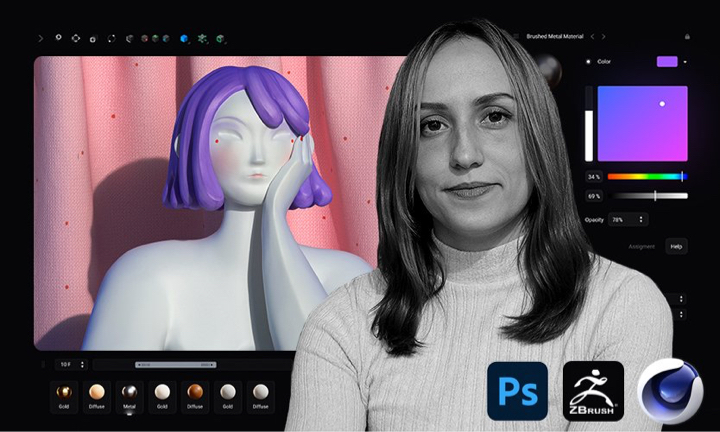 Brushed Metal Material
Color
34 %
69 %
Opacity
78%
Assigment
Help
10 F
Gold
Diffuse
Metal
Gold
Diffuse
Gold
Diffuse
Ps
ZBRUSH